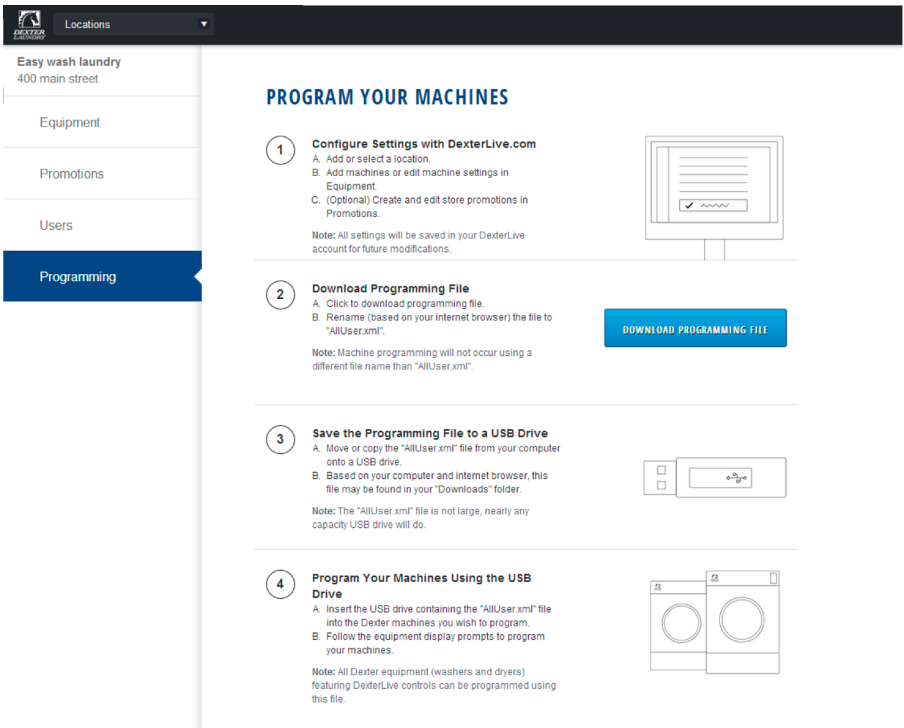 DEXTER
LAUNDRY
Locations
Easy wash laundry
400 main street
Equipment
Promotions
Users
Programming
PROGRAM YOUR MACHINES
1
Configure Settings with DexterLive.com
A. Add or select a location.
B. Add machines or edit machine settings in
Equipment.
C. (Optional) Create and edit store promotions in
Promotions.
Note: All settings will be saved in your DexterLive
account for future modifications.
2
Download Programming File
A. Click to download programming file.
B. Rename (based on your internet browser) the file to
"AllUser.xml".
Note: Machine programming will not occur using a
different file name than "AllUser.xml".
DOWNLOAD PROGRAMMING FILE
3
Save the Programming File to a USB Drive
A. Move or copy the "AllUser.xml" file from your computer
onto a USB drive.
B. Based on your computer and internet browser, this
file may be found in your "Downloads" folder.
Note: The "AllUser.xml" file is not large, nearly any
capacity USB drive will do.
4
Program Your Machines Using the USB
Drive
A. Insert the USB drive containing the "AllUser.xml" file
into the Dexter machines you wish to program.
B. Follow the equipment display prompts to program
your machines.
Note: All Dexter equipment (washers and dryers)
featuring DexterLive controls can be programmed using
this file.